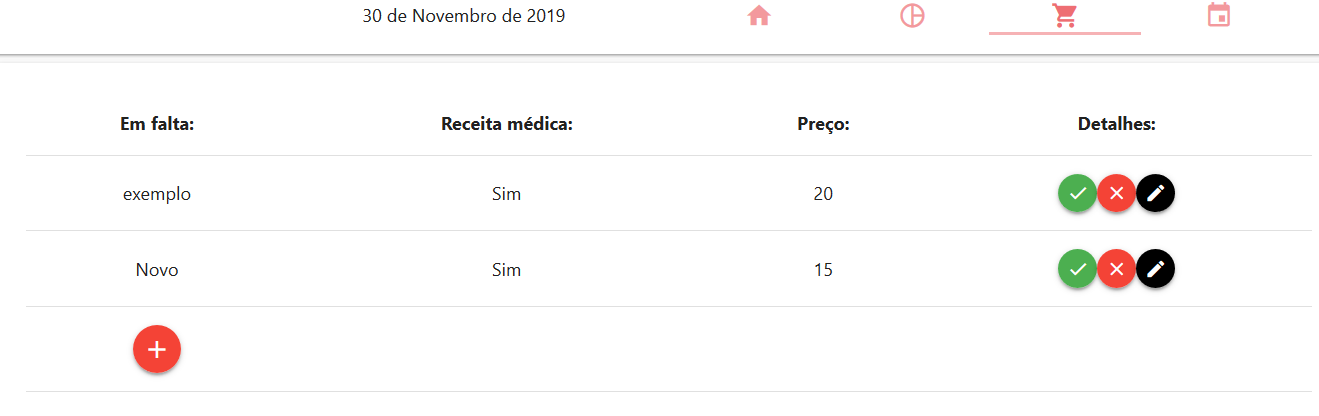 30 de Novembro de 2019
Em falta: Receita médica: Preço: Detalhes:
exemplo Sim 20
Novo Sim 15